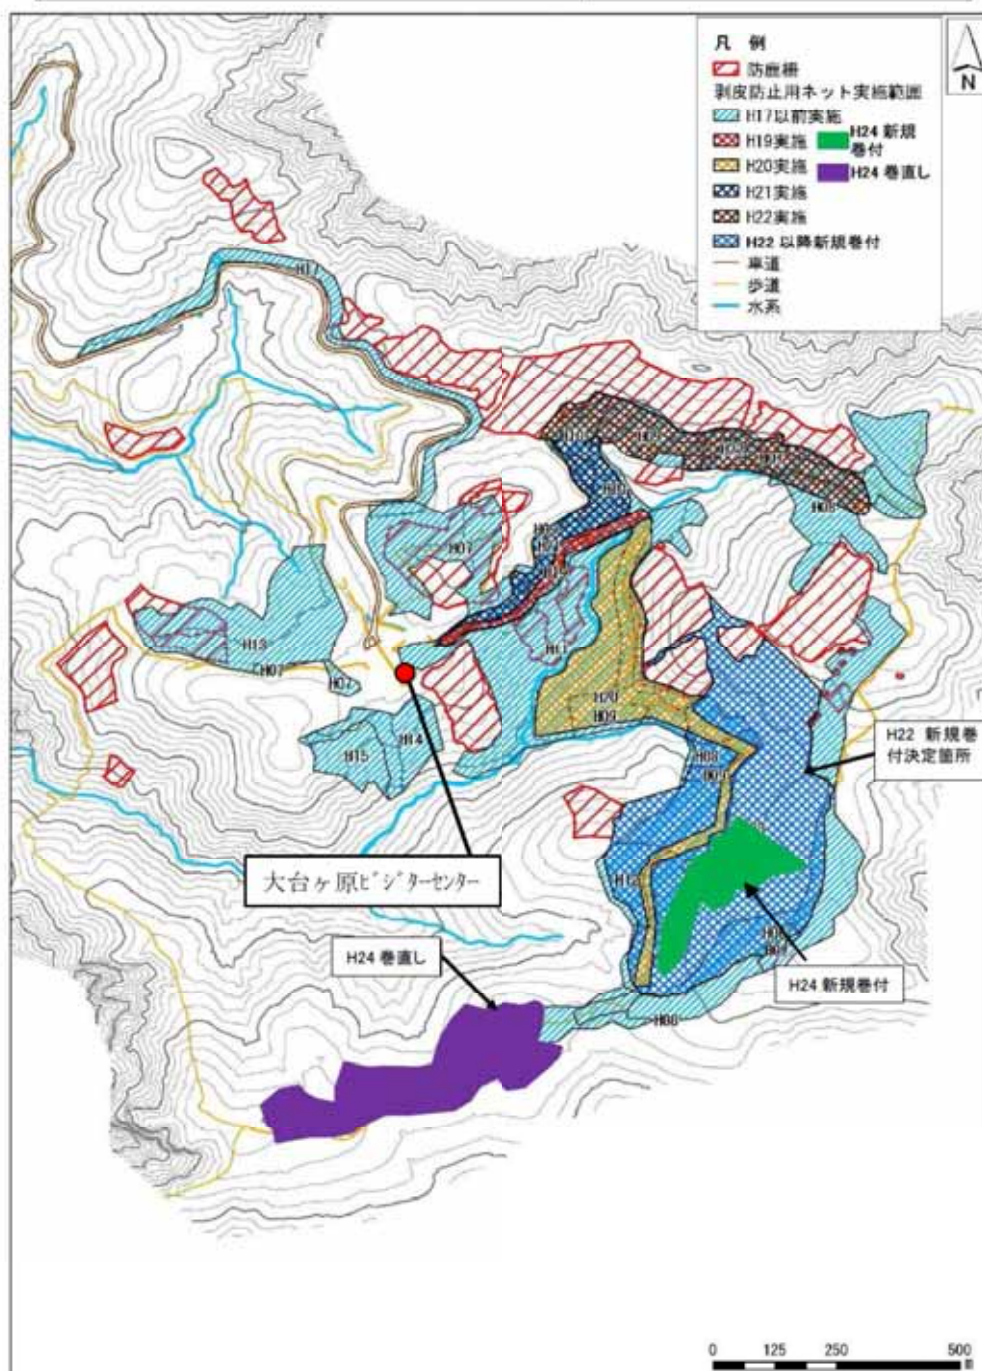 凡 例
防鹿柵
剥皮防止用ネット実施範囲
H17以前実施
H19実施
H24 新規
巻付
H20実施
H24 巻直し
H21実施
H22実施
H22 以降新規巻付
車道
歩道
水系
N
H17
H07
H13
H07
H07
H14
H15
H11
H20
H09
H08
H09
H08
H12
H06
H22 新規巻
付決定箇所
大台ヶ原ビジターセンター
H24 巻直し
H24 新規巻付
0 125 250 500
m